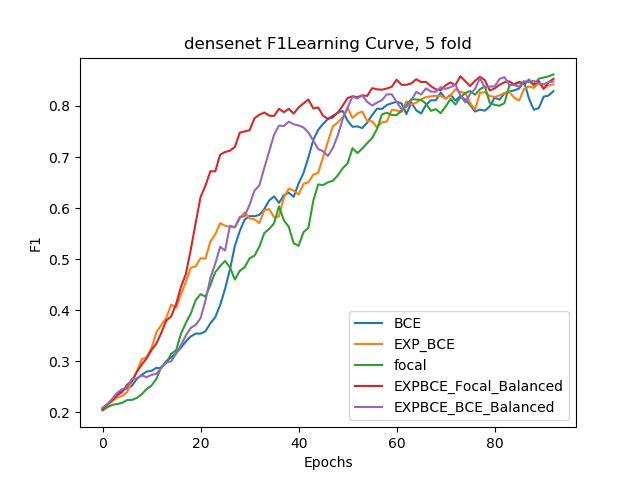 densenet F1Learning Curve, 5 fold
F1
0.8
0.7
0.6
0.5
0.4
0.3
0.2
0
20
40
60
80
Epochs
BCE
EXP_BCE
focal
EXPBCE_Focal_Balanced
EXPBCE_BCE_Balanced